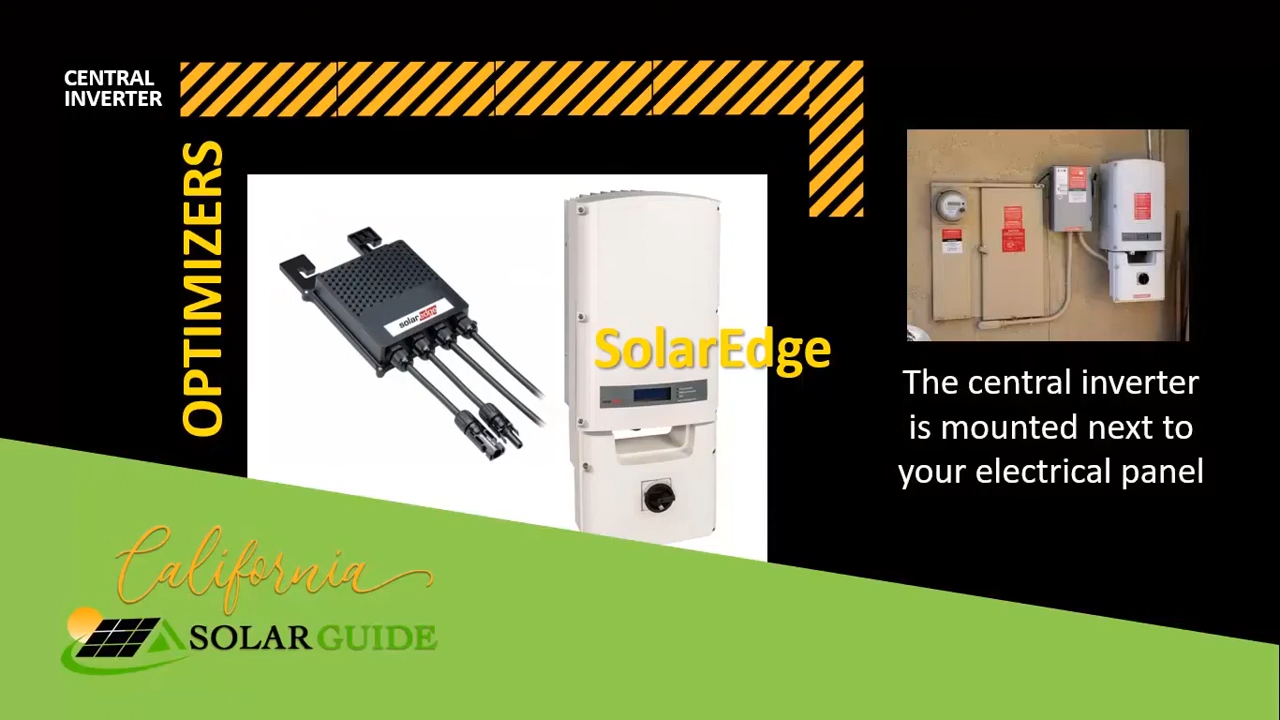 CENTRAL
INVERTER
OPTIMIZERS
solaredge
SolarEdge
The central inverter
is mounted next to
your electrical panel
California
SOLAR GUIDE